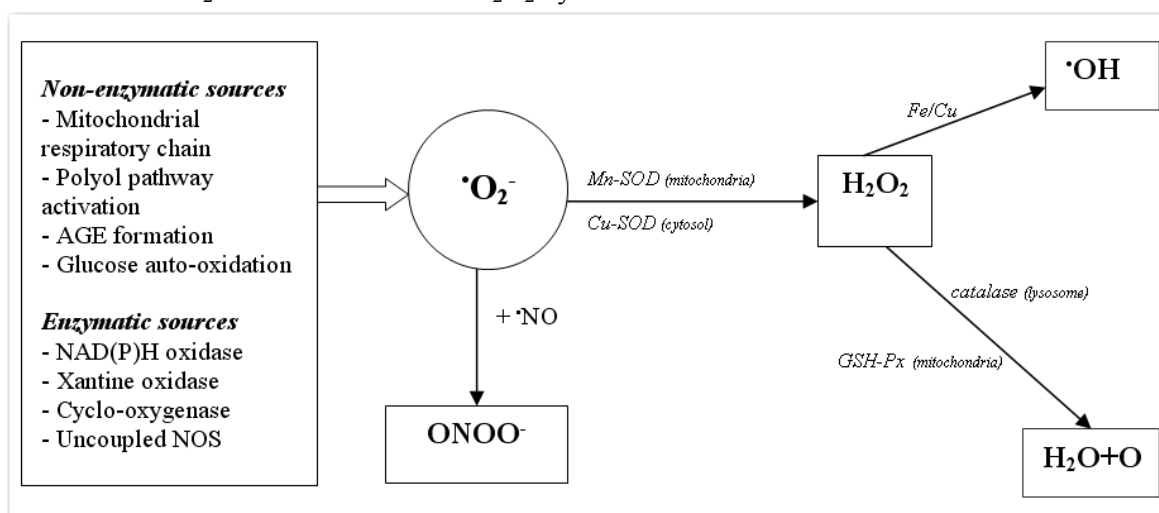 Non-enzymatic sources
- Mitochondrial
respiratory chain
- Polyol pathway
activation
- AGE formation
- Glucose auto-oxidation
Enzymatic sources
- NAD(P)H oxidase
- Xantine oxidase
- Cyclo-oxygenase
- Uncoupled NOS
•O₂⁻
+ •NO
ONOO⁻
Mn-SOD (mitochondria)
Cu-SOD (cytosol)
H₂O₂
Fe/Cu
•OH
catalase (lysosome)
GSH-Px (mitochondria)
H₂O+O